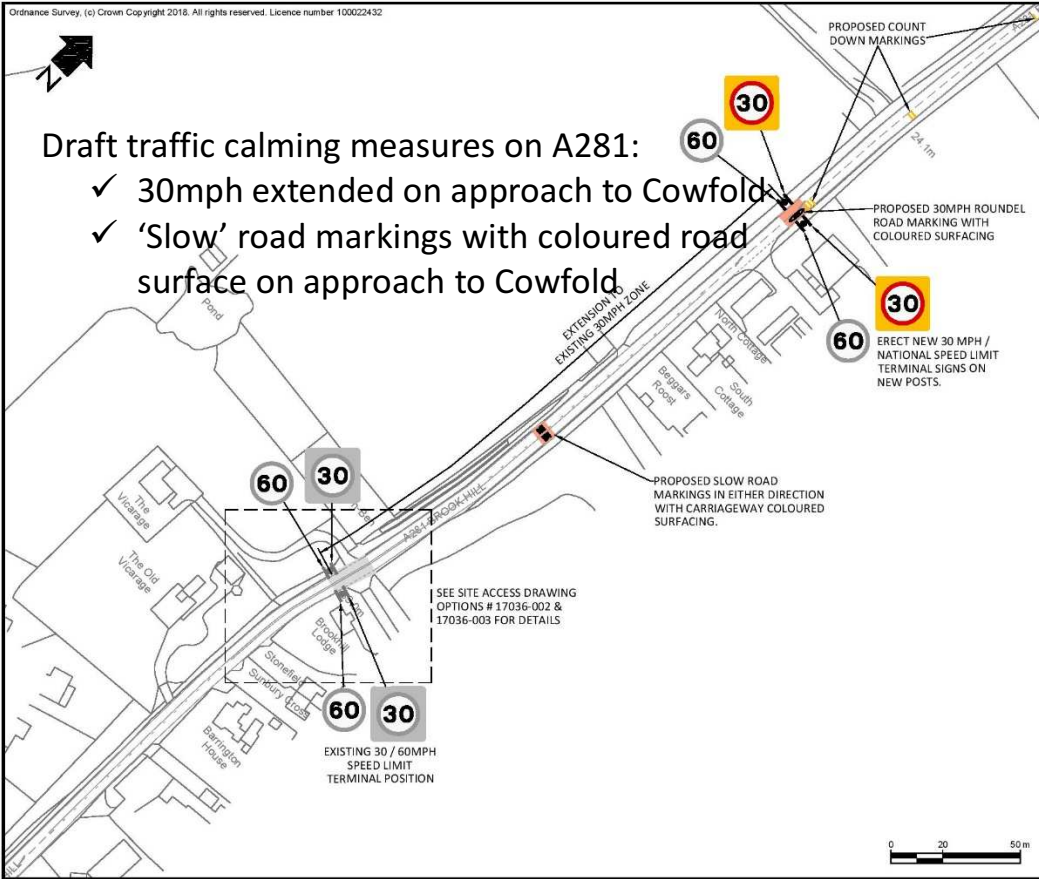 Ordnance Survey, (c) Crown Copyright 2018. All rights reserved. Licence number 100022432
N
PROPOSED COUNT
DOWN MARKINGS
A281
30
60
24.1m
Draft traffic calming measures on A281:
✓ 30mph extended on approach to Cowfold
✓ ‘Slow’ road markings with coloured road
surface on approach to Cowfold
PROPOSED 30MPH ROUNDEL
ROAD MARKING WITH
COLOURED SURFACING
Pond
EXTENSION TO
EXISTING 30MPH ZONE
30
60
ERECT NEW 30 MPH /
NATIONAL SPEED LIMIT
TERMINAL SIGNS ON
NEW POSTS.
North Cottage
South
Cottage
Beggars
Roost
PROPOSED SLOW ROAD
MARKINGS IN EITHER DIRECTION
WITH CARRIAGEWAY COLOURED
SURFACING.
60
30
A281 BROOK HILL
The
Vicarage
The Old
Vicarage
SEE SITE ACCESS DRAWING
OPTIONS # 17036-002 &
17036-003 FOR DETAILS
Brookhill
Lodge
Stonefield
Sunbury Cross
Barrington
House
60
30
EXISTING 30 / 60MPH
SPEED LIMIT
TERMINAL POSITION
HILL
0 20 50 m